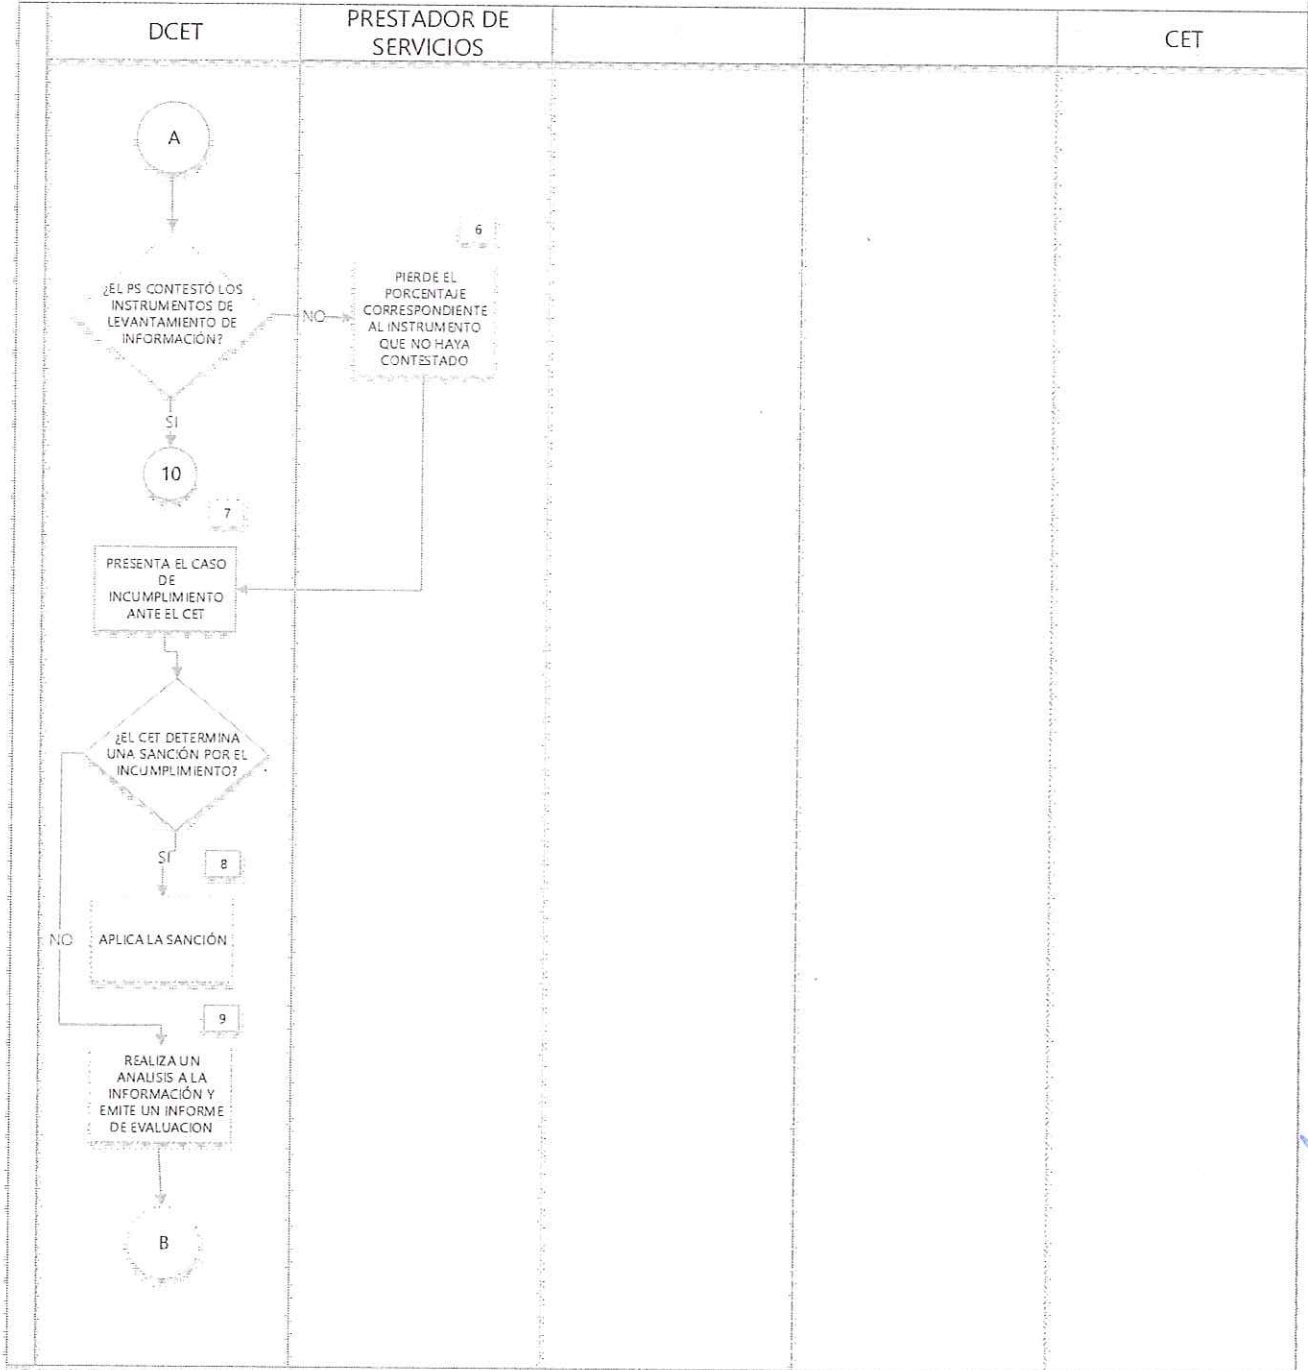 DCET
PRESTADOR DE
SERVICIOS
CET
A
6
¿EL PS CONTESTÓ LOS
INSTRUMENTOS DE
LEVANTAMIENTO DE
INFORMACIÓN?
NO
PIERDE EL
PORCENTAJE
CORRESPONDIENTE
AL INSTRUMENTO
QUE NO HAYA
CONTESTADO
SI
10
7
PRESENTA EL CASO
DE
INCUMPLIMIENTO
ANTE EL CET
¿EL CET DETERMINA
UNA SANCIÓN POR EL
INCUMPLIMIENTO?
SI
8
NO
APLICA LA SANCIÓN
9
REALIZA UN
ANALISIS A LA
INFORMACIÓN Y
EMITE UN INFORME
DE EVALUACION
B